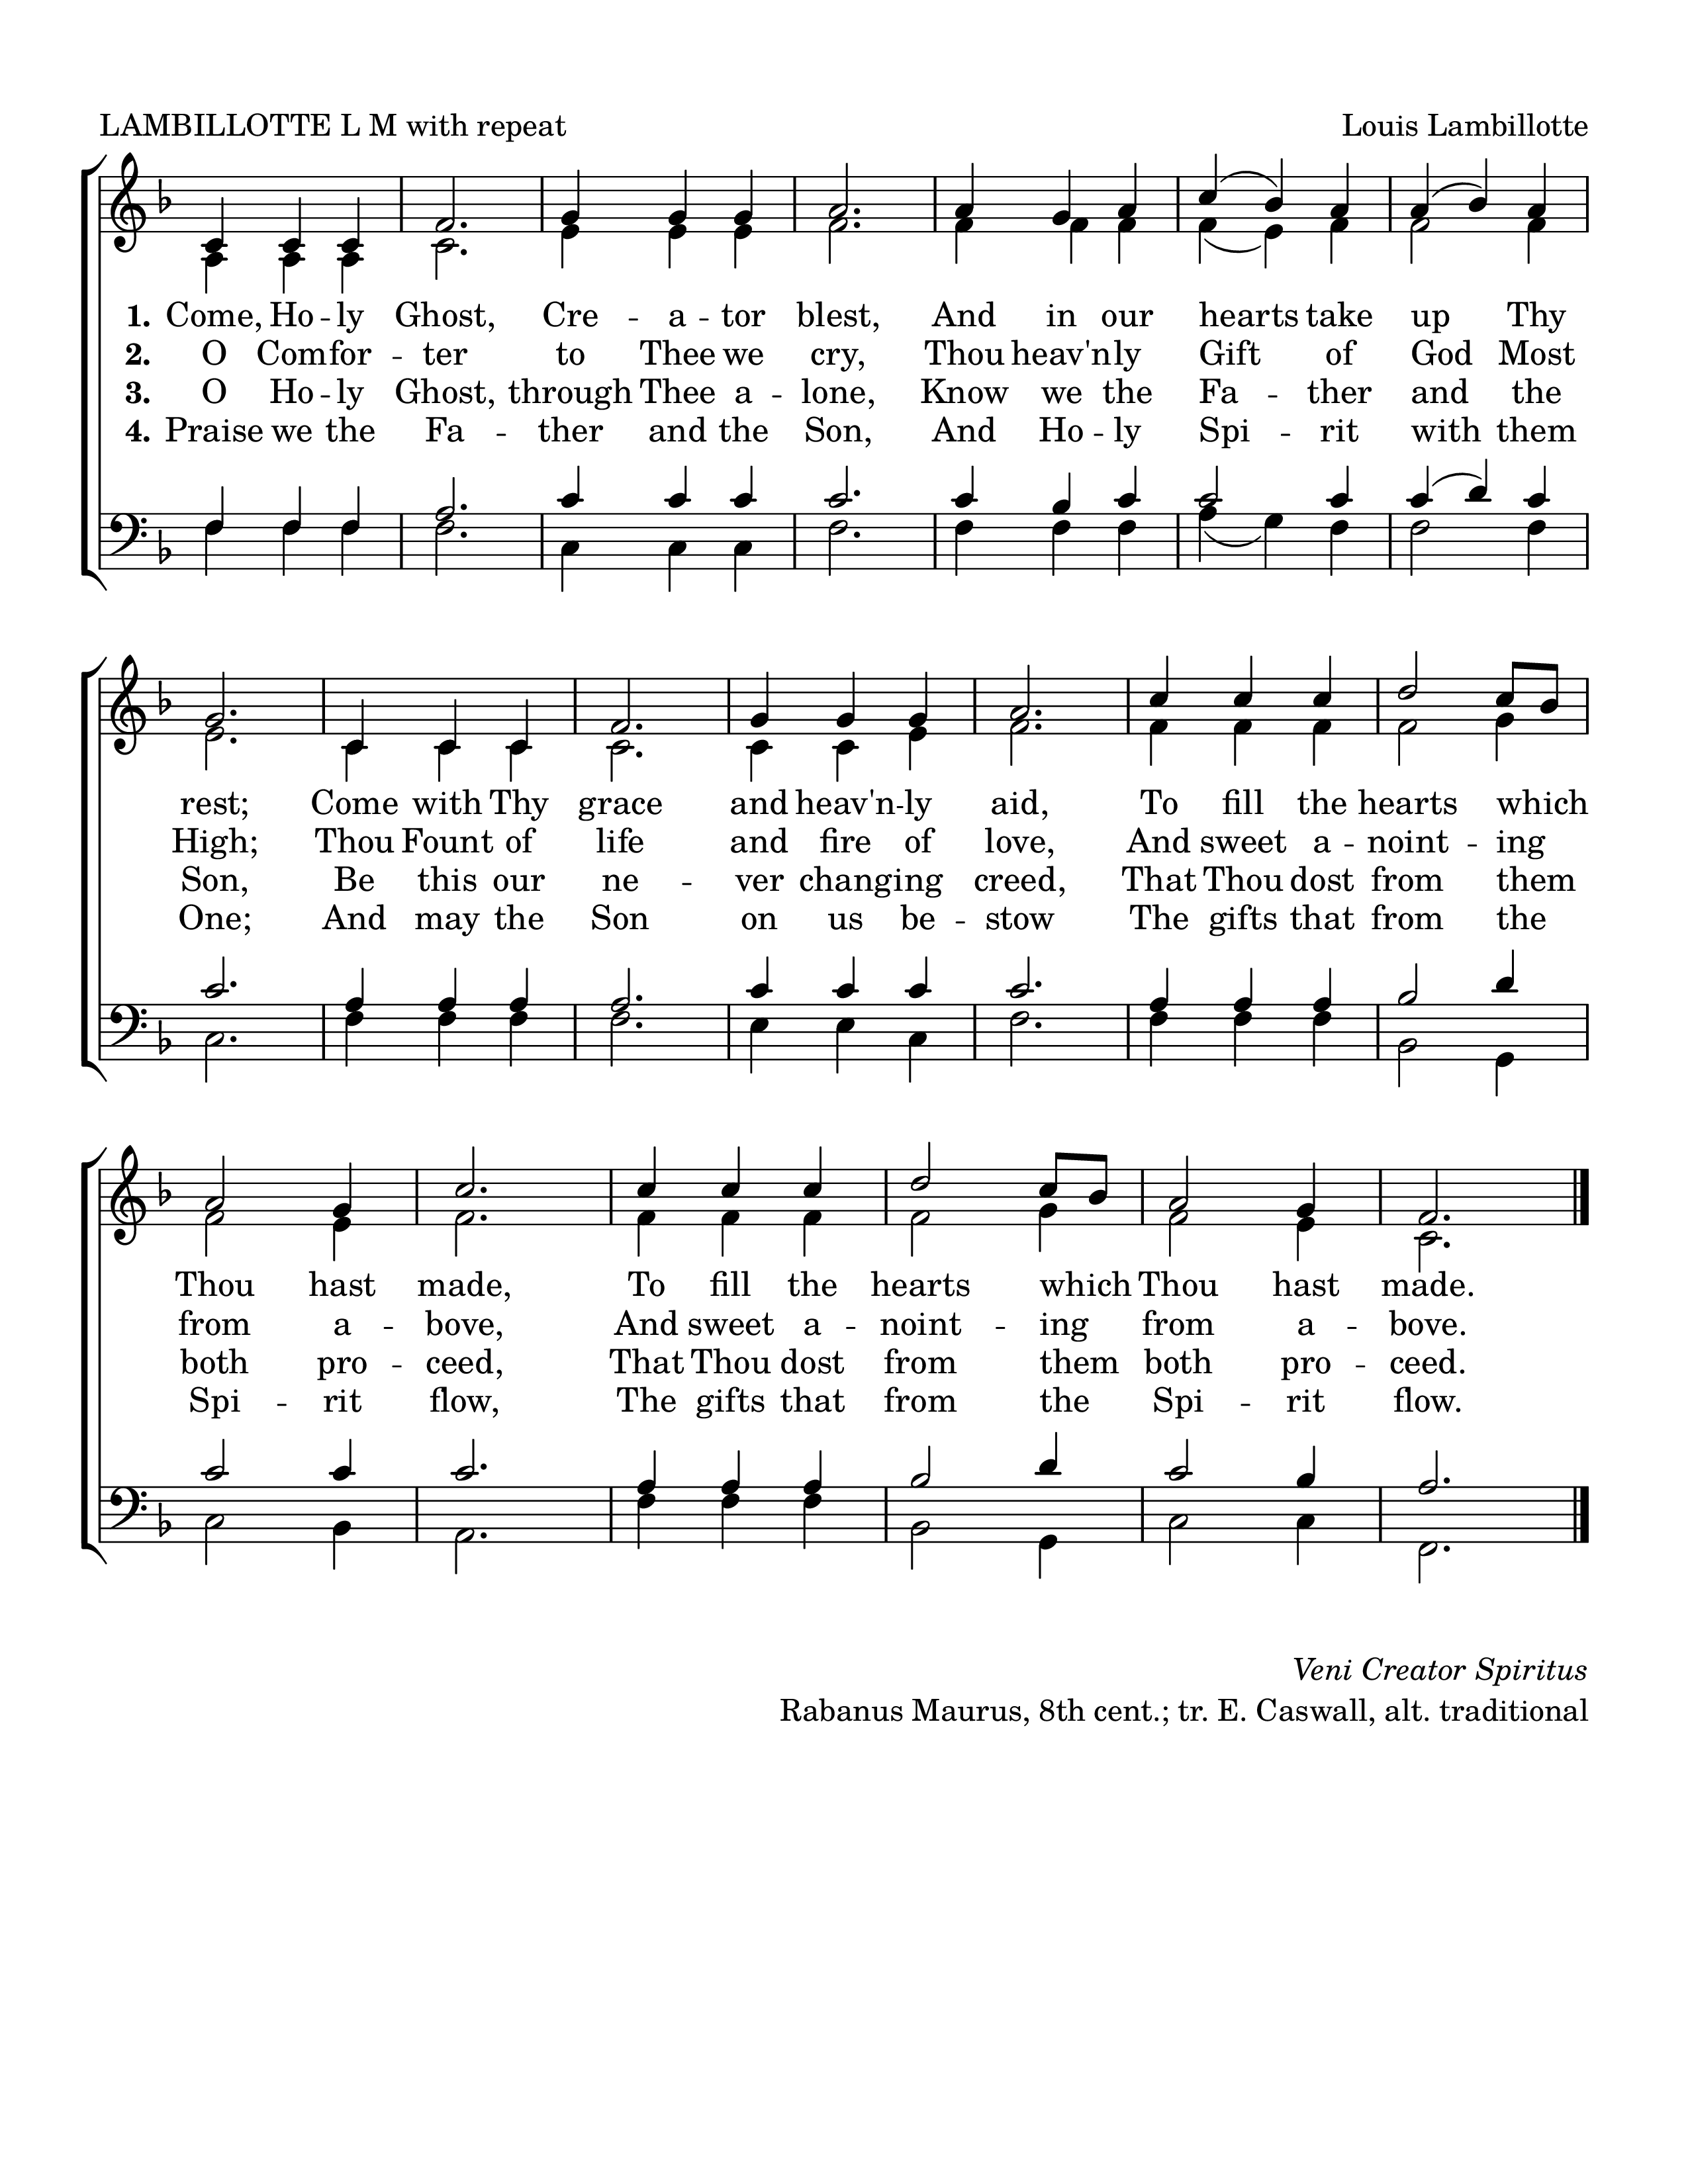 LAMBILLOTTE L M with repeat
Louis Lambillotte
1. Come, Ho -- ly Ghost, Cre -- a -- tor blest, And in our hearts take up Thy
2. O Comfor -- ter to Thee we cry, Thou heav'nly Gift of God Most
3. O Ho -- ly Ghost, through Thee a -- lone, Know we the Fa -- ther and the
4. Praise we the Fa -- ther and the Son, And Ho -- ly Spi -- rit with them
rest; Come with Thy grace and heav'n-ly aid, To fill the hearts which
High; Thou Fount of life and fire of love, And sweet a -- noint -- ing
Son, Be this our ne -- ver changing creed, That Thou dost from them
One; And may the Son on us be -- stow The gifts that from the
Thou hast made, To fill the hearts which Thou hast made.
from a -- bove, And sweet a -- noint -- ing from a -- bove.
both pro -- ceed, That Thou dost from them both pro -- ceed.
Spi -- rit flow, The gifts that from the Spi -- rit flow.
Veni Creator Spiritus
Rabanus Maurus, 8th cent.; tr. E. Caswall, alt. traditional